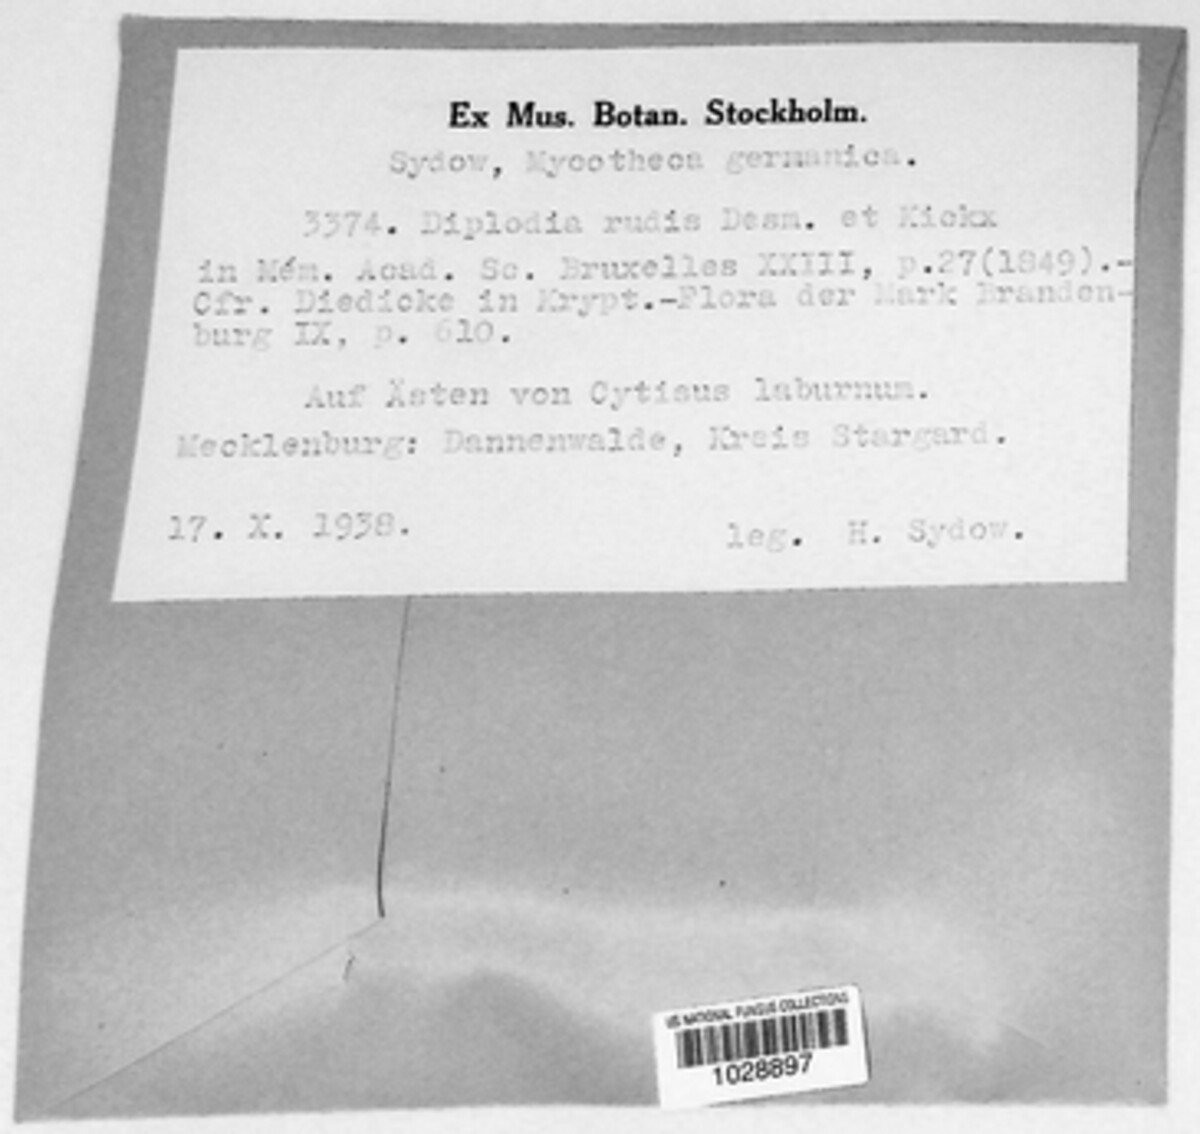 Ex Mus. Botan. Stockholm.
Sydow, Mycotheca germanica.
3374. Diplodia rudis Desm. et Kickx
in Mém. Acad. Sc. Bruxelles XXIII, p.27(1849).-
Cfr. Diedicke in Krypt.-Flora der Mark Branden-
burg IX, p. 610.
Auf Ästen von Cytisus laburnum.
Mecklenburg: Dannenwalde, Kreis Stargard.
17. X. 1938.
leg. H. Sydow.
US NATIONAL FUNGUS COLLECTIONS
1028897